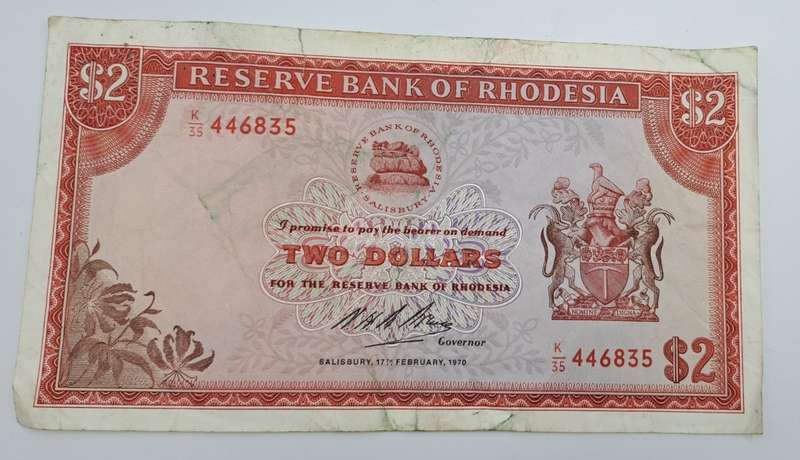 $2
RESERVE BANK OF RHODESIA
$2
K/35 446835
RESERVE BANK OF RHODESIA
SALISBURY
I promise to pay the bearer on demand
TWO DOLLARS
FOR THE RESERVE BANK OF RHODESIA
Governor
SALISBURY, 17TH FEBRUARY, 1970
K/35 446835
$2